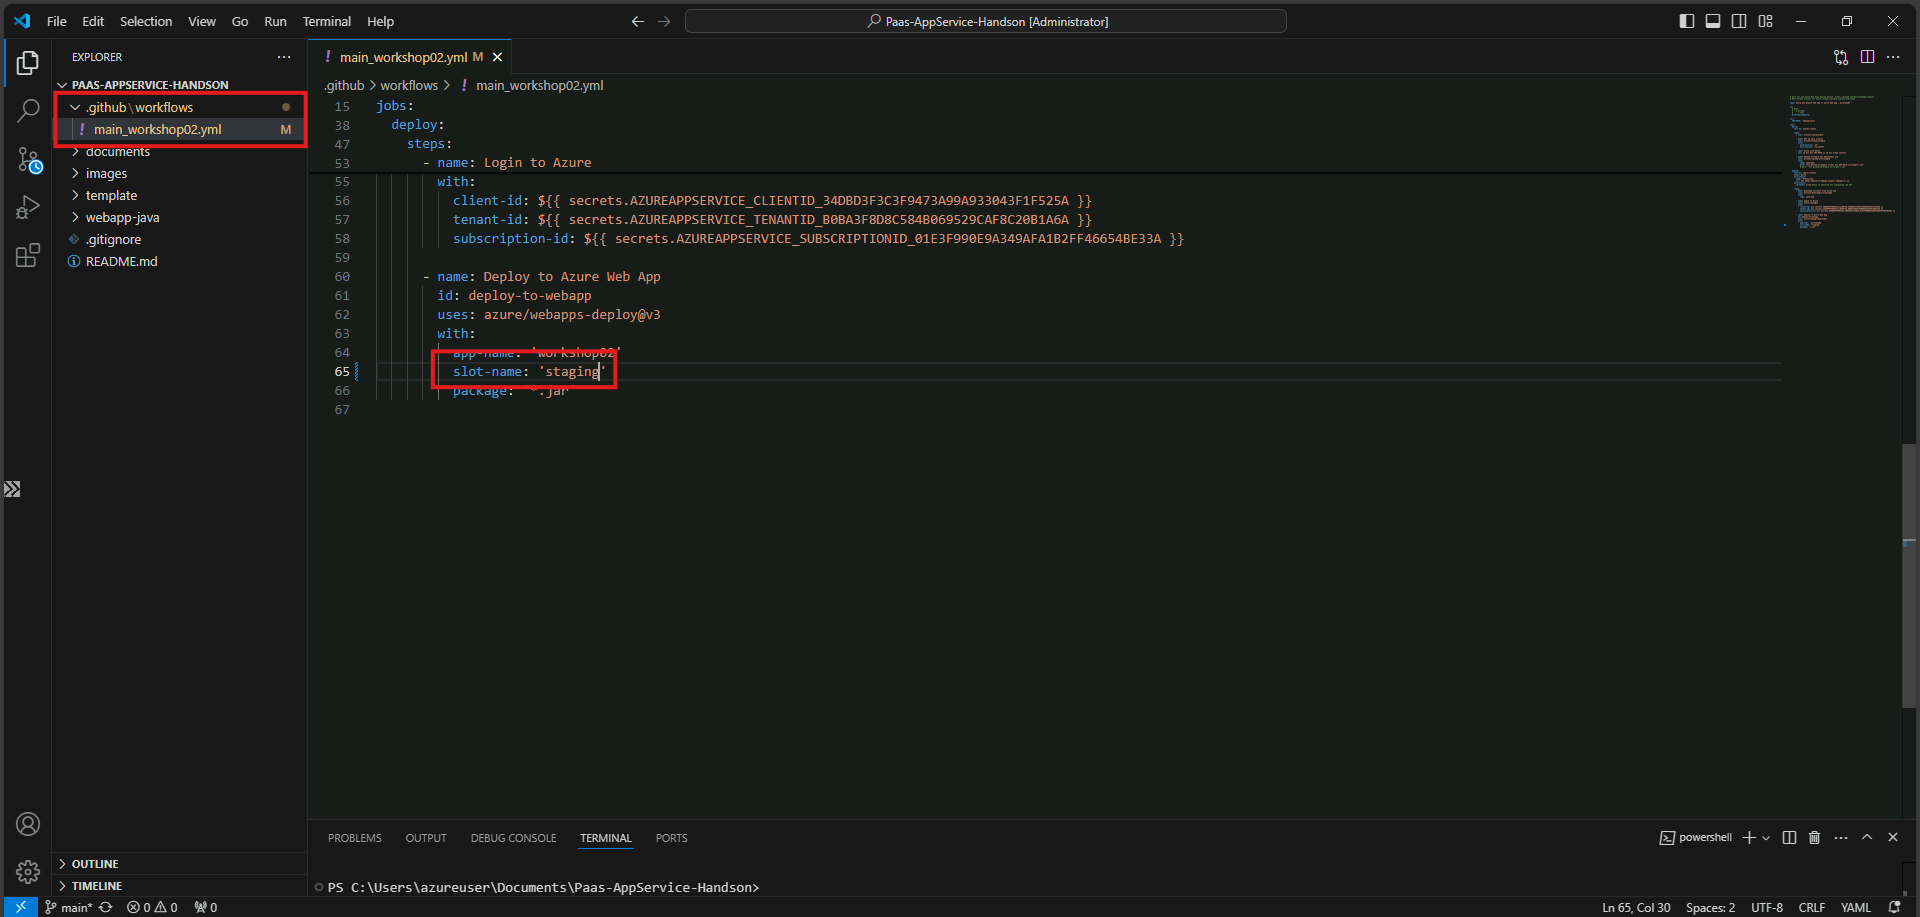 File Edit Selection View Go Run Terminal Help
Paas-AppService-Handson [Administrator]
EXPLORER
PAAS-APPSERVICE-HANDSON
.github\workflows
! main_workshop02.yml M
documents
images
template
webapp-java
.gitignore
README.md
OUTLINE
TIMELINE
! main_workshop02.yml M
.github > workflows > ! main_workshop02.yml
15 jobs:
38 deploy:
47 steps:
53 - name: Login to Azure
55 with:
56 client-id: ${{ secrets.AZUREAPPSERVICE_CLIENTID_34DBD3F3C3F9473A99A933043F1F525A }}
57 tenant-id: ${{ secrets.AZUREAPPSERVICE_TENANTID_B0BA3F8D8C584B069529CAF8C20B1A6A }}
58 subscription-id: ${{ secrets.AZUREAPPSERVICE_SUBSCRIPTIONID_01E3F990E9A349AFA1B2FF46654BE33A }}
59
60 - name: Deploy to Azure Web App
61 id: deploy-to-webapp
62 uses: azure/webapps-deploy@v3
63 with:
64 app-name: 'workshop02'
65 slot-name: 'staging'
66 package: '*.jar'
67
PROBLEMS OUTPUT DEBUG CONSOLE TERMINAL PORTS
powershell
PS C:\Users\azureuser\Documents\Paas-AppService-Handson>
main* 0 0 0
Ln 65, Col 30 Spaces: 2 UTF-8 CRLF YAML